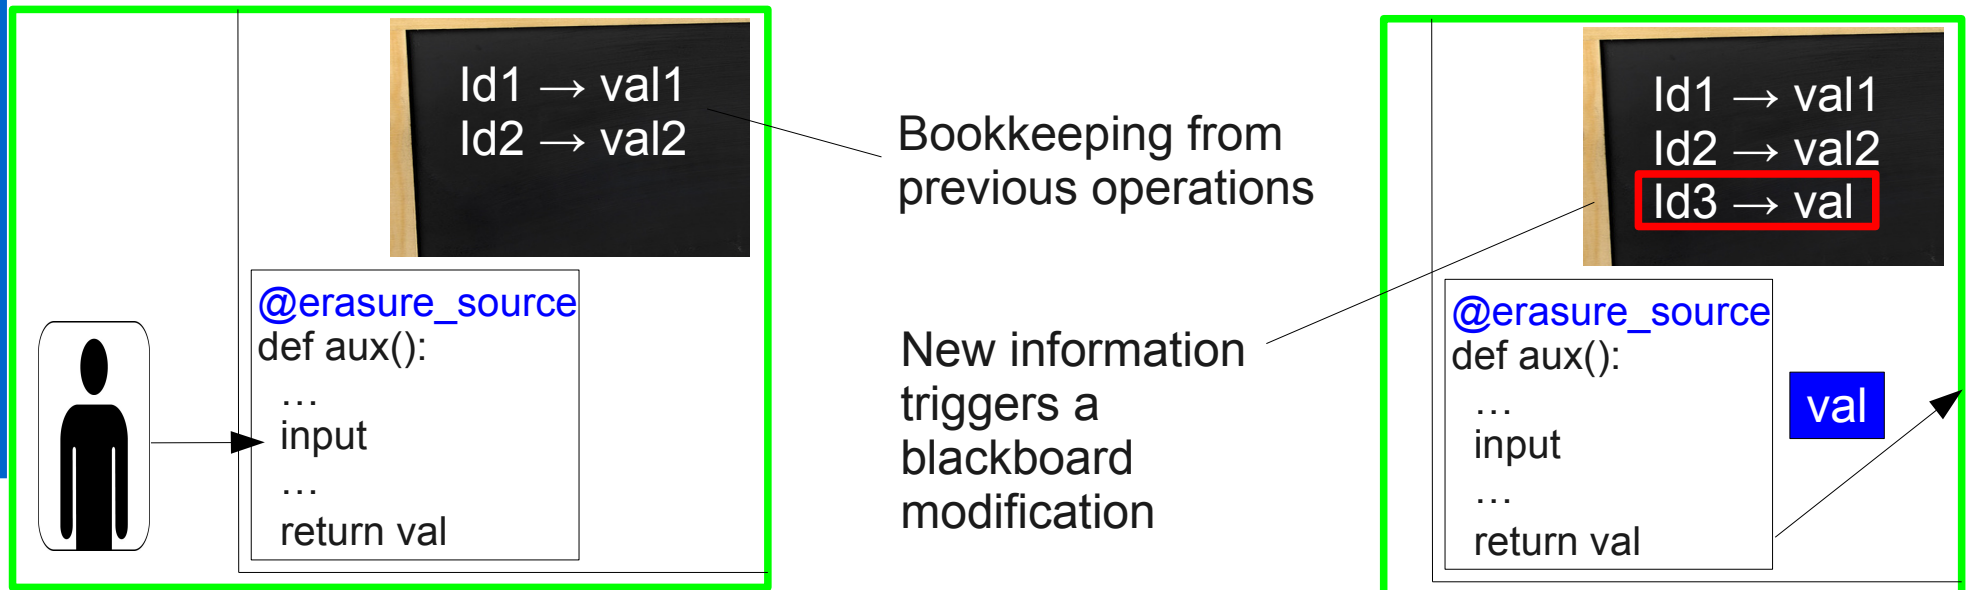 Id1 → val1
Id2 → val2
@erasure_source
def aux():
…
input
…
return val
Bookkeeping from
previous operations
New information
triggers a
blackboard
modification
Id1 → val1
Id2 → val2
Id3 → val
@erasure_source
def aux():
…
input
…
return val
val